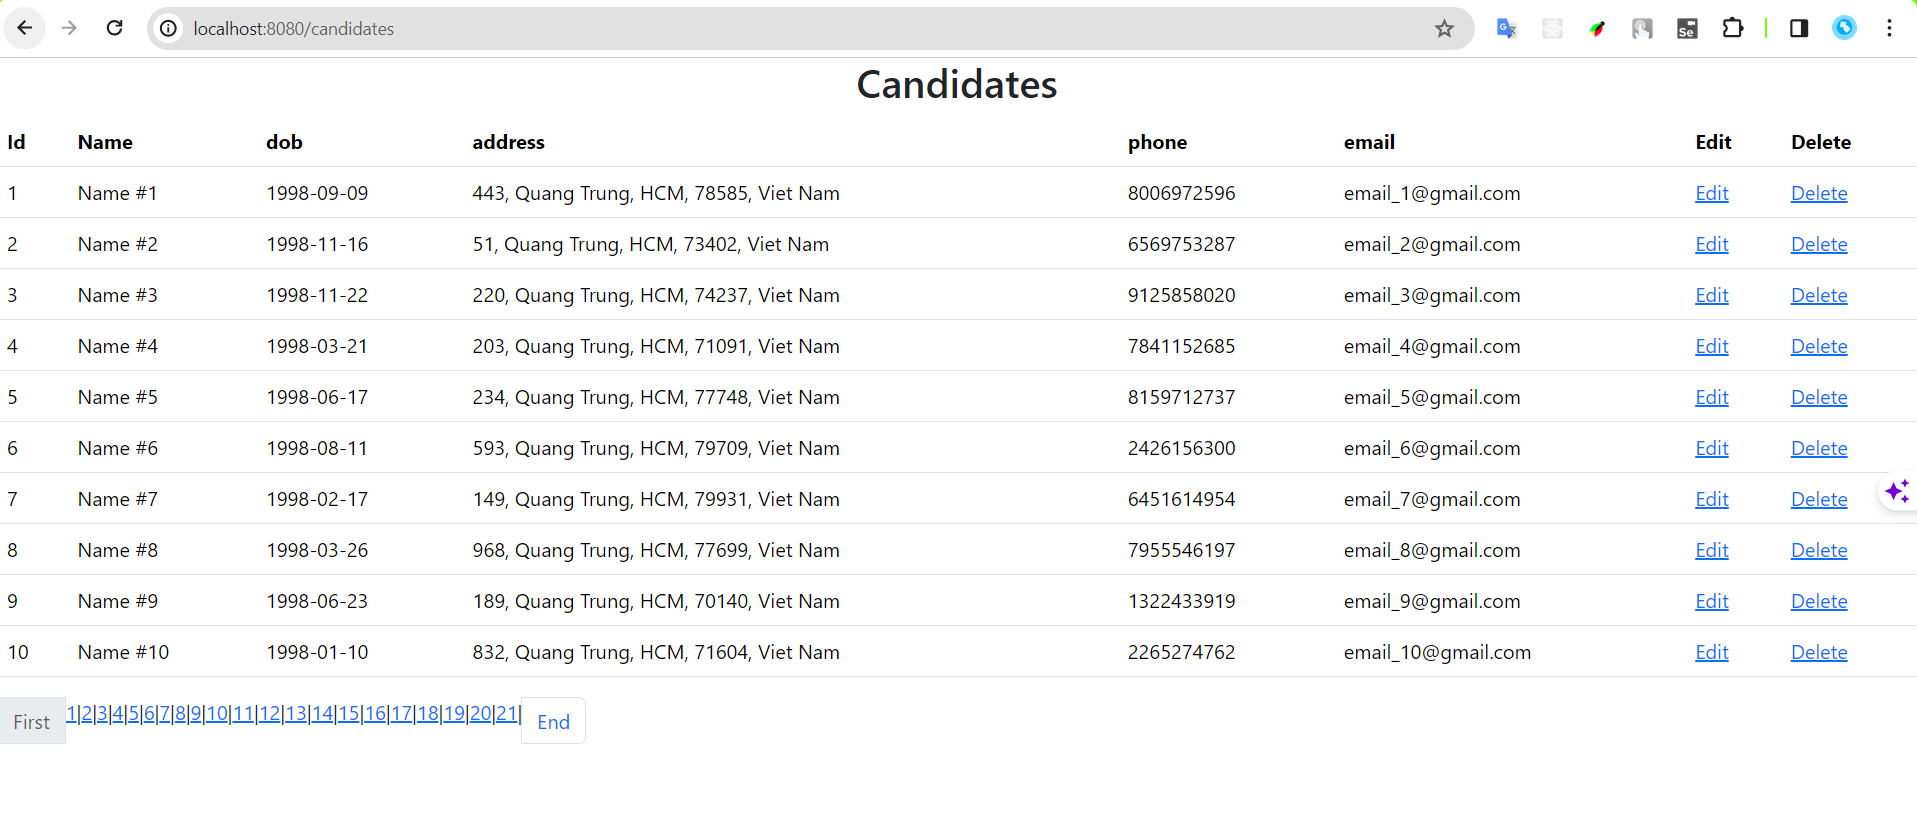 localhost:8080/candidates
Se
Candidates
Id Name dob address phone email Edit Delete
1 Name #1 1998-09-09 443, Quang Trung, HCM, 78585, Viet Nam 8006972596 email_1@gmail.com Edit Delete
2 Name #2 1998-11-16 51, Quang Trung, HCM, 73402, Viet Nam 6569753287 email_2@gmail.com Edit Delete
3 Name #3 1998-11-22 220, Quang Trung, HCM, 74237, Viet Nam 9125858020 email_3@gmail.com Edit Delete
4 Name #4 1998-03-21 203, Quang Trung, HCM, 71091, Viet Nam 7841152685 email_4@gmail.com Edit Delete
5 Name #5 1998-06-17 234, Quang Trung, HCM, 77748, Viet Nam 8159712737 email_5@gmail.com Edit Delete
6 Name #6 1998-08-11 593, Quang Trung, HCM, 79709, Viet Nam 2426156300 email_6@gmail.com Edit Delete
7 Name #7 1998-02-17 149, Quang Trung, HCM, 79931, Viet Nam 6451614954 email_7@gmail.com Edit Delete
8 Name #8 1998-03-26 968, Quang Trung, HCM, 77699, Viet Nam 7955546197 email_8@gmail.com Edit Delete
9 Name #9 1998-06-23 189, Quang Trung, HCM, 70140, Viet Nam 1322433919 email_9@gmail.com Edit Delete
10 Name #10 1998-01-10 832, Quang Trung, HCM, 71604, Viet Nam 2265274762 email_10@gmail.com Edit Delete
First 1|2|3|4|5|6|7|8|9|10|11|12|13|14|15|16|17|18|19|20|21| End